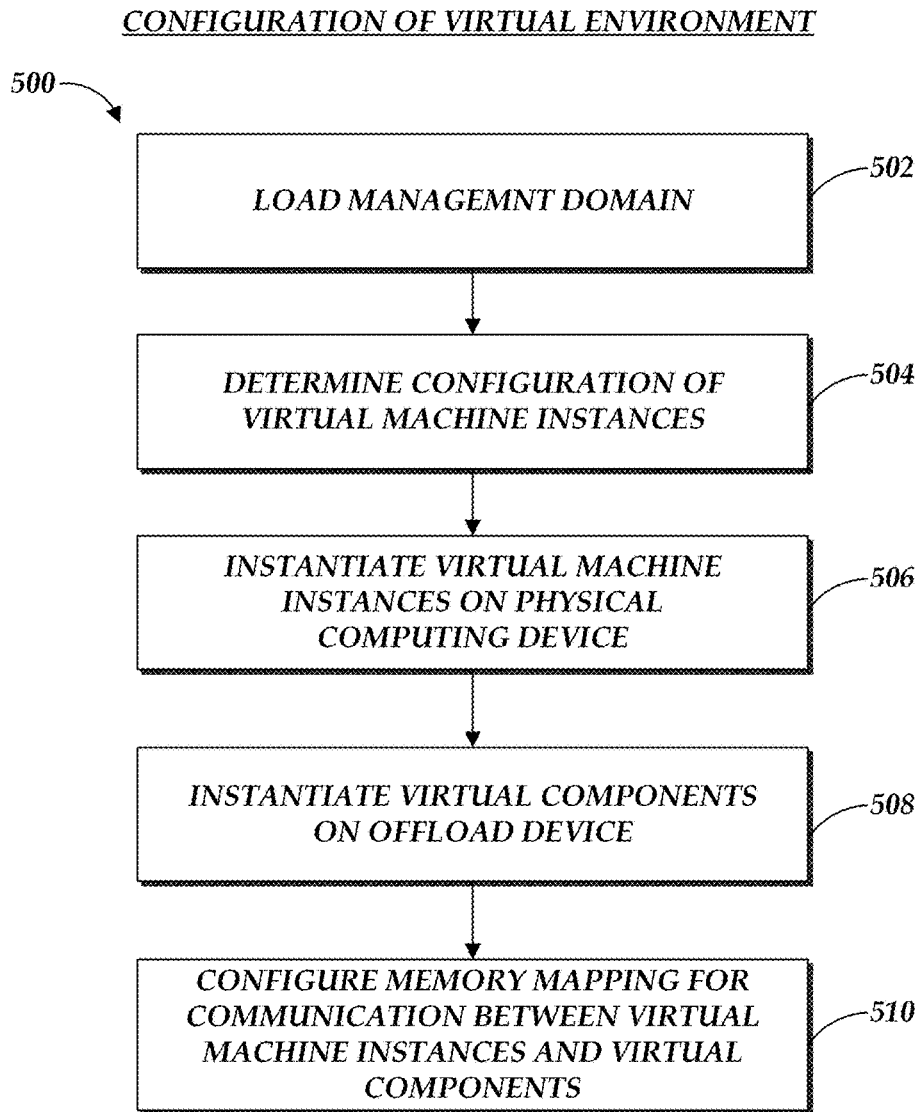 CONFIGURATION OF VIRTUAL ENVIRONMENT
500
LOAD MANAGEMNT DOMAIN
502
DETERMINE CONFIGURATION OF
VIRTUAL MACHINE INSTANCES
504
INSTANTIATE VIRTUAL MACHINE
INSTANCES ON PHYSICAL
COMPUTING DEVICE
506
INSTANTIATE VIRTUAL COMPONENTS
ON OFFLOAD DEVICE
508
CONFIGURE MEMORY MAPPING FOR
COMMUNICATION BETWEEN VIRTUAL
MACHINE INSTANCES AND VIRTUAL
COMPONENTS
510